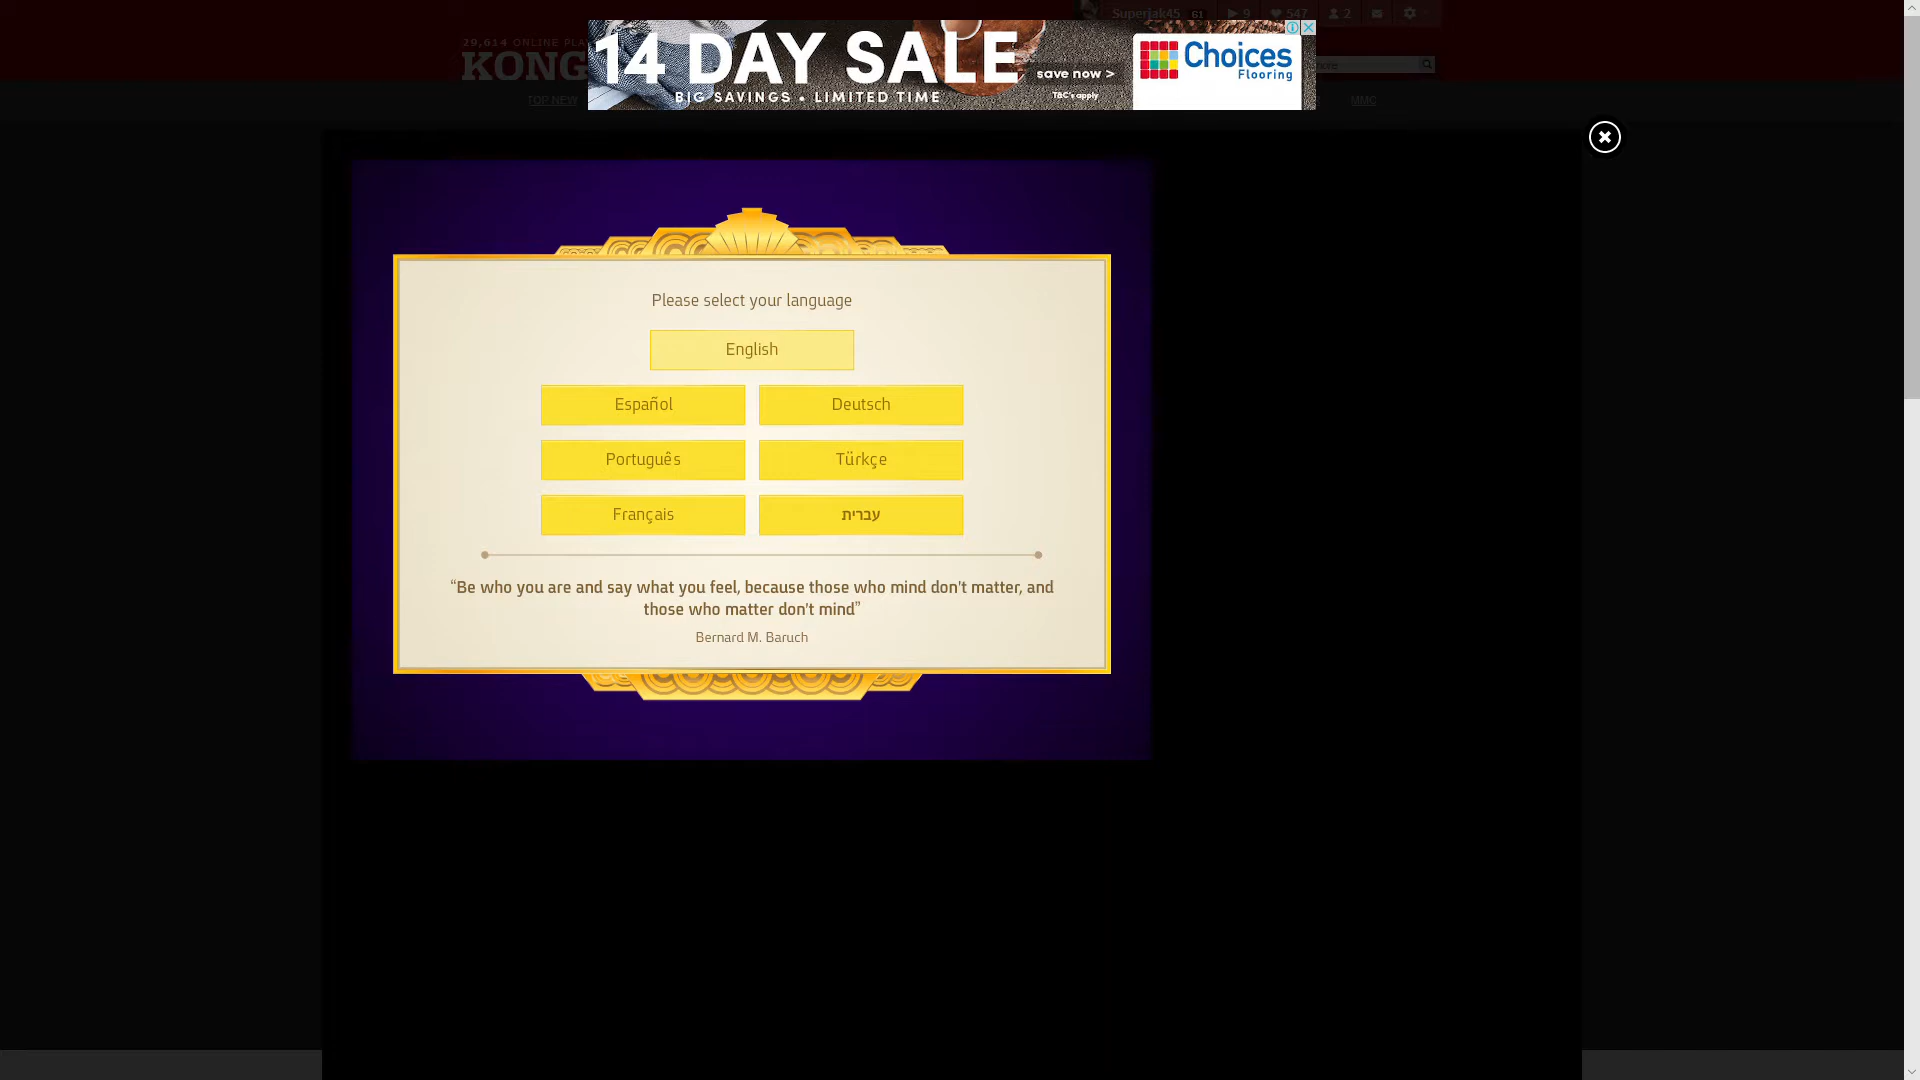 Superjak45 61 9 547 2
29,614 ONLINE PLA
KONG
14 DAY SALE
BIG SAVINGS • LIMITED TIME
save now >
T&C's apply
Choices
Flooring
TOP NEW
MMC
Please select your language
English
Español
Deutsch
Português
Türkçe
Français
עברית
“Be who you are and say what you feel, because those who mind don't matter, and
those who matter don't mind”
Bernard M. Baruch